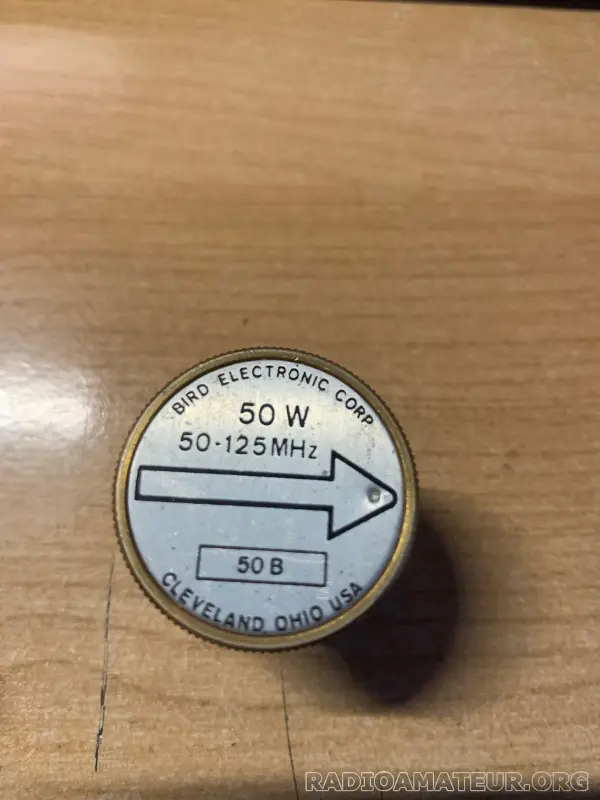 BIRD ELECTRONIC CORP
50 W
50-125MHz
50 B
CLEVELAND, OHIO USA
RADIOAMATEUR.ORG